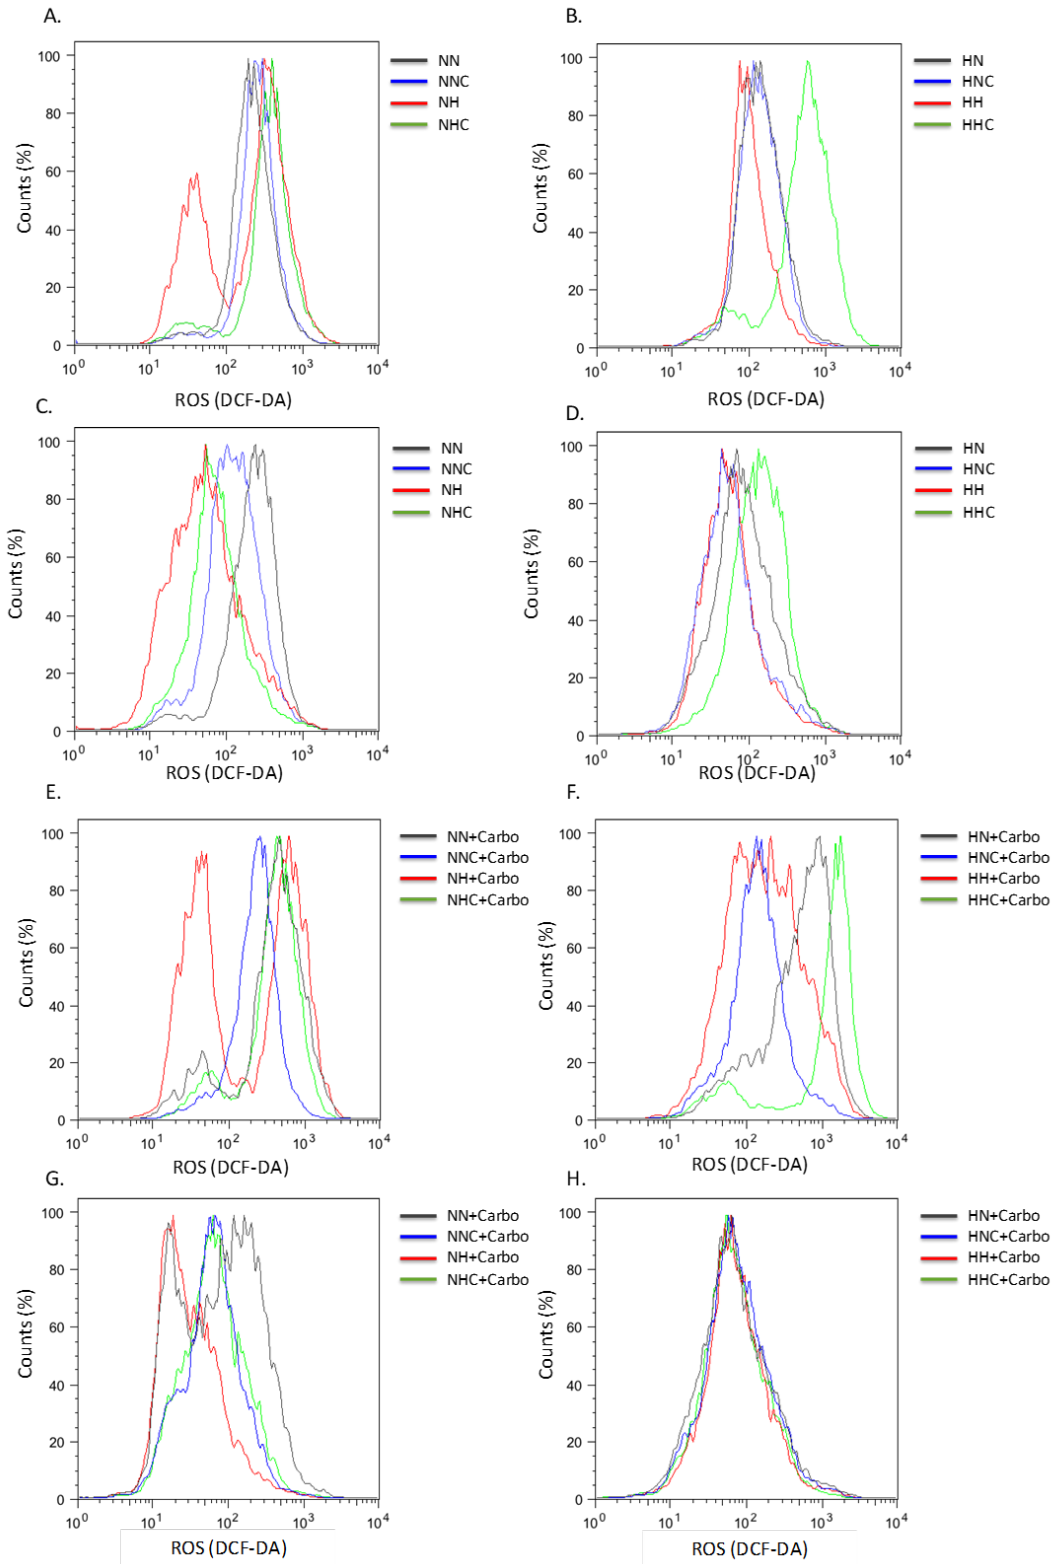 A.
B.
100
80
60
40
20
0
Counts (%)
10⁰ 10¹ 10² 10³ 10⁴
ROS (DCF-DA)
NN
NNC
NH
NHC
100
80
60
40
20
0
Counts (%)
10⁰ 10¹ 10² 10³ 10⁴
ROS (DCF-DA)
HN
HNC
HH
HHC
C.
D.
100
80
60
40
20
0
Counts (%)
10⁰ 10¹ 10² 10³ 10⁴
ROS (DCF-DA)
NN
NNC
NH
NHC
100
80
60
40
20
0
Counts (%)
10⁰ 10¹ 10² 10³ 10⁴
ROS (DCF-DA)
HN
HNC
HH
HHC
E.
F.
100
80
60
40
20
0
Counts (%)
10⁰ 10¹ 10² 10³ 10⁴
ROS (DCF-DA)
NN+Carbo
NNC+Carbo
NH+Carbo
NHC+Carbo
100
80
60
40
20
0
Counts (%)
10⁰ 10¹ 10² 10³ 10⁴
ROS (DCF-DA)
HN+Carbo
HNC+Carbo
HH+Carbo
HHC+Carbo
G.
H.
100
80
60
40
20
0
Counts (%)
10⁰ 10¹ 10² 10³ 10⁴
ROS (DCF-DA)
NN+Carbo
NNC+Carbo
NH+Carbo
NHC+Carbo
100
80
60
40
20
0
Counts (%)
10⁰ 10¹ 10² 10³ 10⁴
ROS (DCF-DA)
HN+Carbo
HNC+Carbo
HH+Carbo
HHC+Carbo